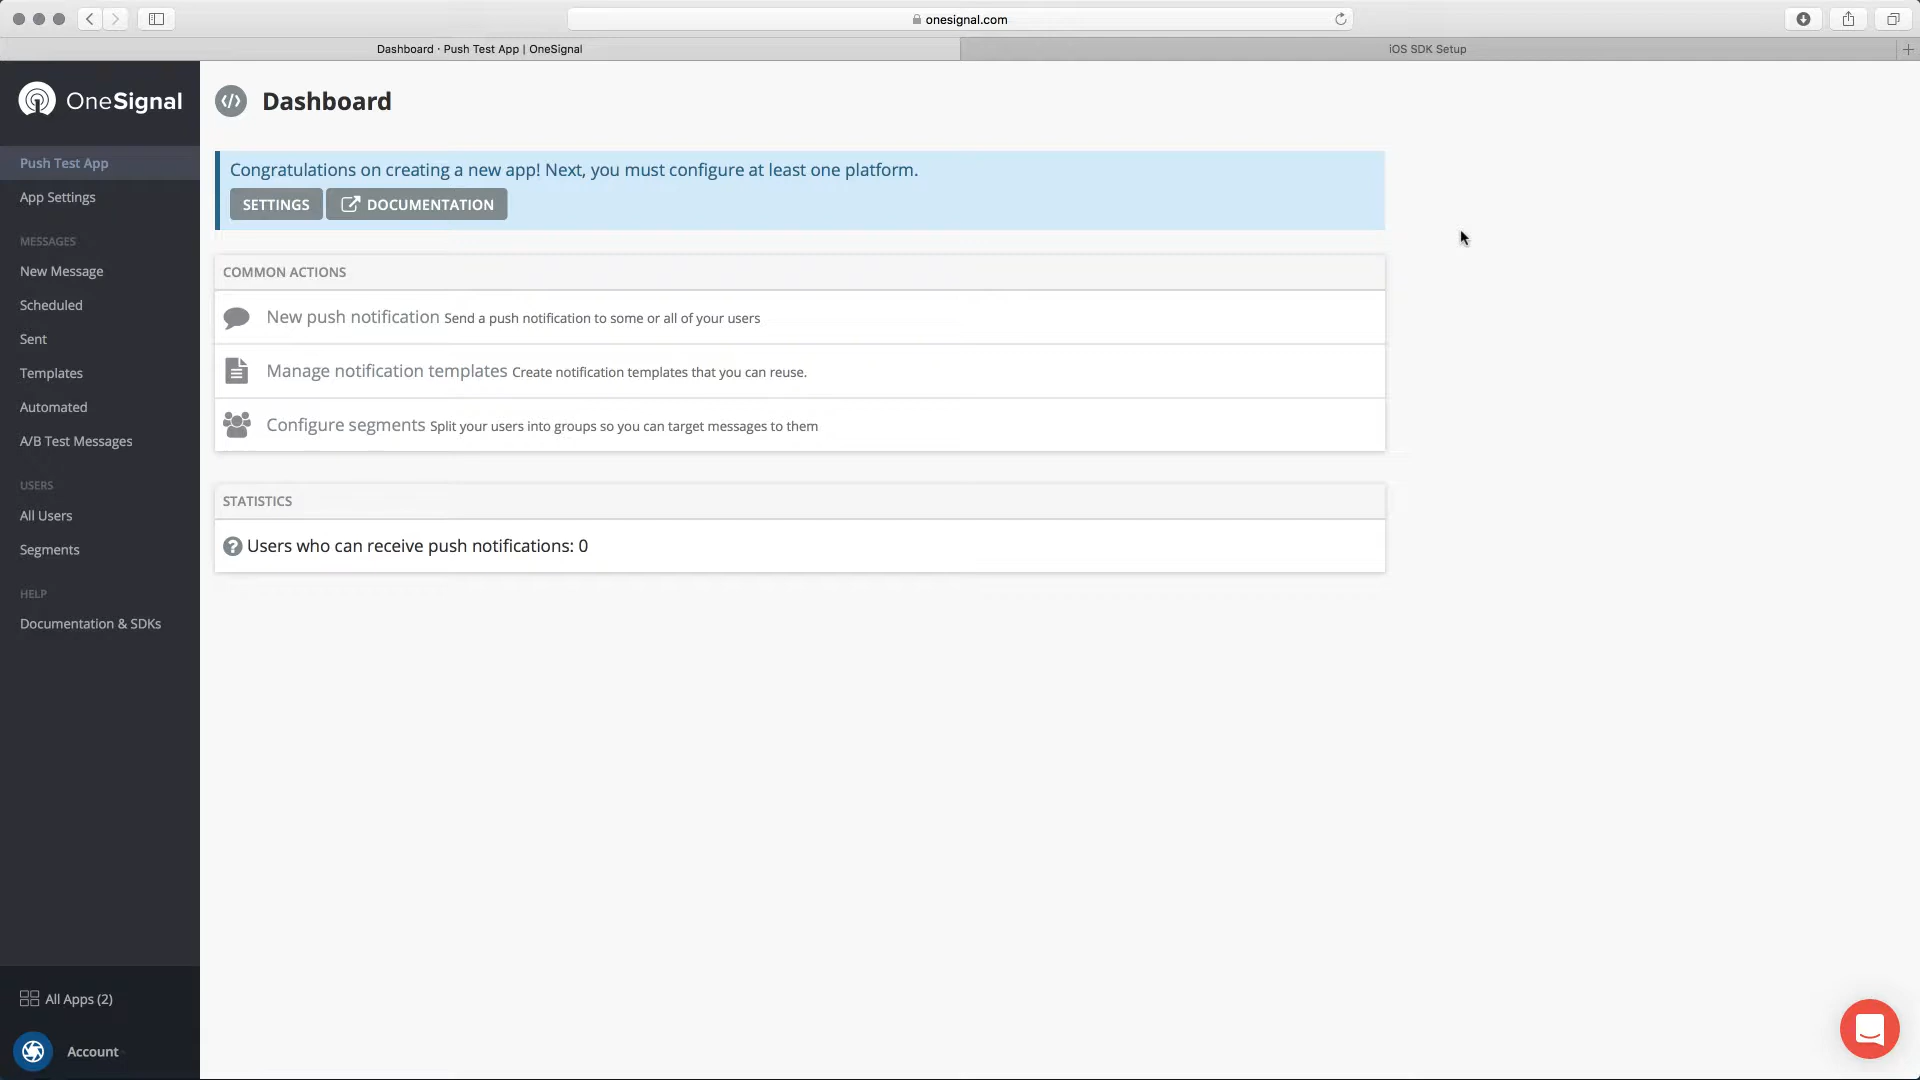 onesignal.com
Dashboard · Push Test App | OneSignal
iOS SDK Setup
OneSignal
Push Test App
App Settings
MESSAGES
New Message
Scheduled
Sent
Templates
Automated
A/B Test Messages
USERS
All Users
Segments
HELP
Documentation & SDKs
All Apps (2)
Account
Dashboard
Congratulations on creating a new app! Next, you must configure at least one platform.
SETTINGS DOCUMENTATION
COMMON ACTIONS
New push notification Send a push notification to some or all of your users
Manage notification templates Create notification templates that you can reuse.
Configure segments Split your users into groups so you can target messages to them
STATISTICS
Users who can receive push notifications: 0